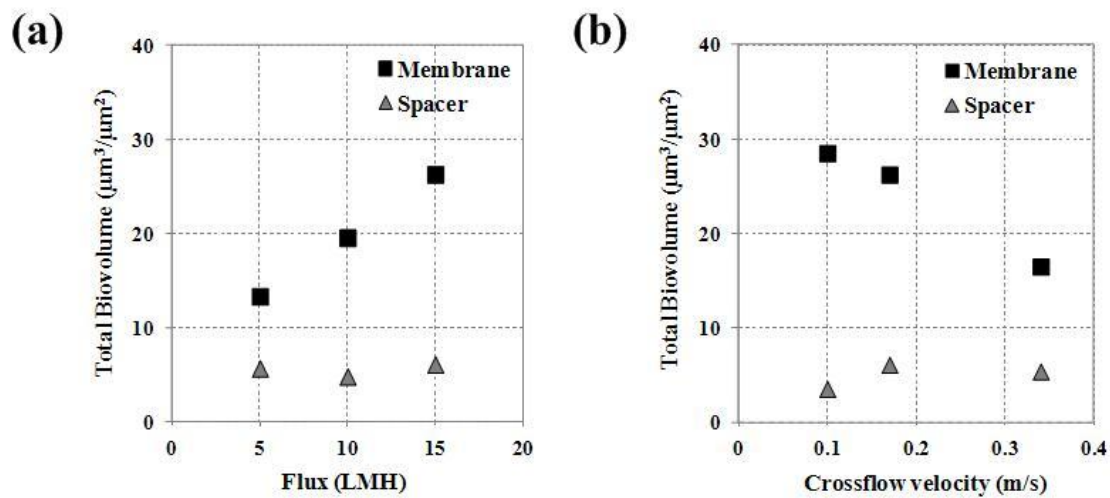 (a)
Total Biovolume (μm³/μm²)
40
30
20
10
0
Membrane
Spacer
0 5 10 15 20
Flux (LMH)
(b)
Total Biovolume (μm³/μm²)
40
30
20
10
0
Membrane
Spacer
0 0.1 0.2 0.3 0.4
Crossflow velocity (m/s)